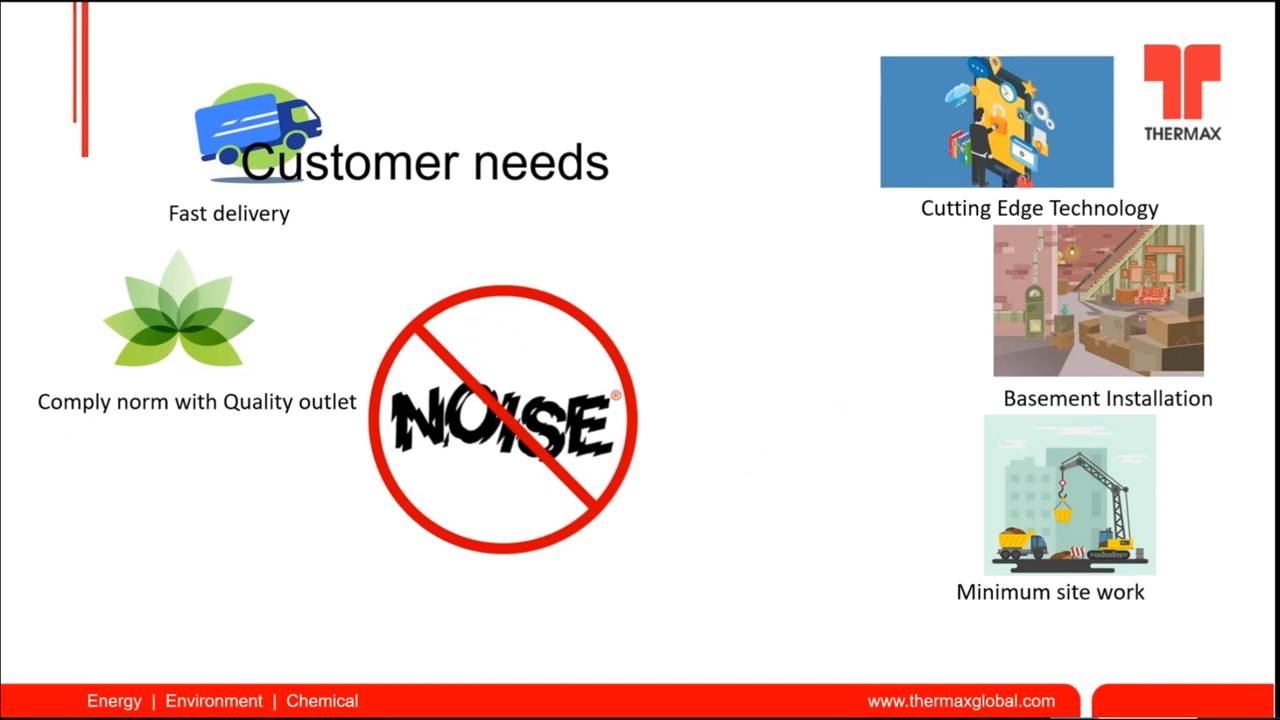 Customer needs
Fast delivery
Comply norm with Quality outlet
NOISE®
Cutting Edge Technology
THERMAX
Basement Installation
Minimum site work
Energy | Environment | Chemical
www.thermaxglobal.com